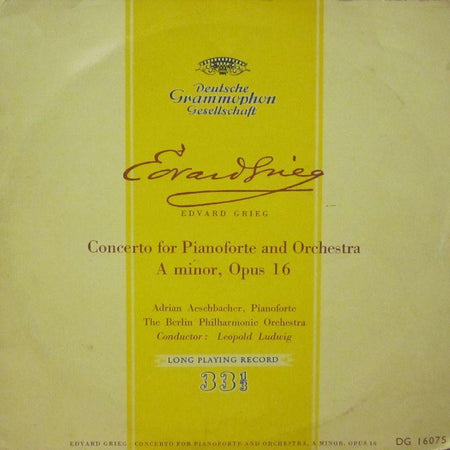 Deutsche
Grammophon
Gesellschaft
Edvard Grieg
EDVARD GRIEG
Concerto for Pianoforte and Orchestra
A minor, Opus 16
Adrian Aeschbacher, Pianoforte
The Berlin Philharmonic Orchestra
Conductor: Leopold Ludwig
LONG PLAYING RECORD
33 1/3
EDVARD GRIEG - CONCERTO FOR PIANOFORTE AND ORCHESTRA, A MINOR, OPUS 16
DG 16075